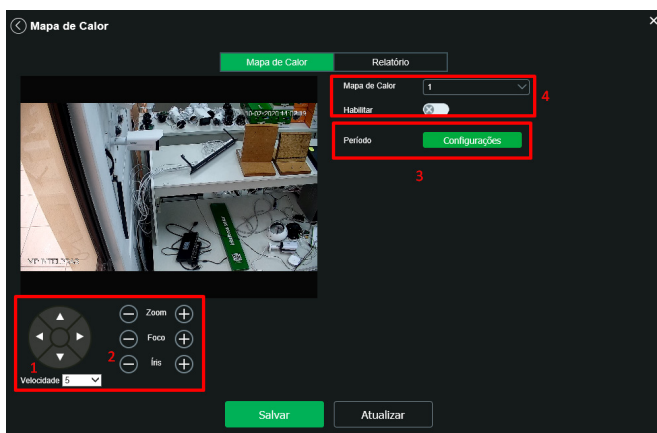 Mapa de Calor
Mapa de Calor
Relatório
Mapa de Calor
1
4
Habilitar
Período
Configurações
3
Zoom
Foco
Íris
1
2
Velocidade
5
Salvar
Atualizar